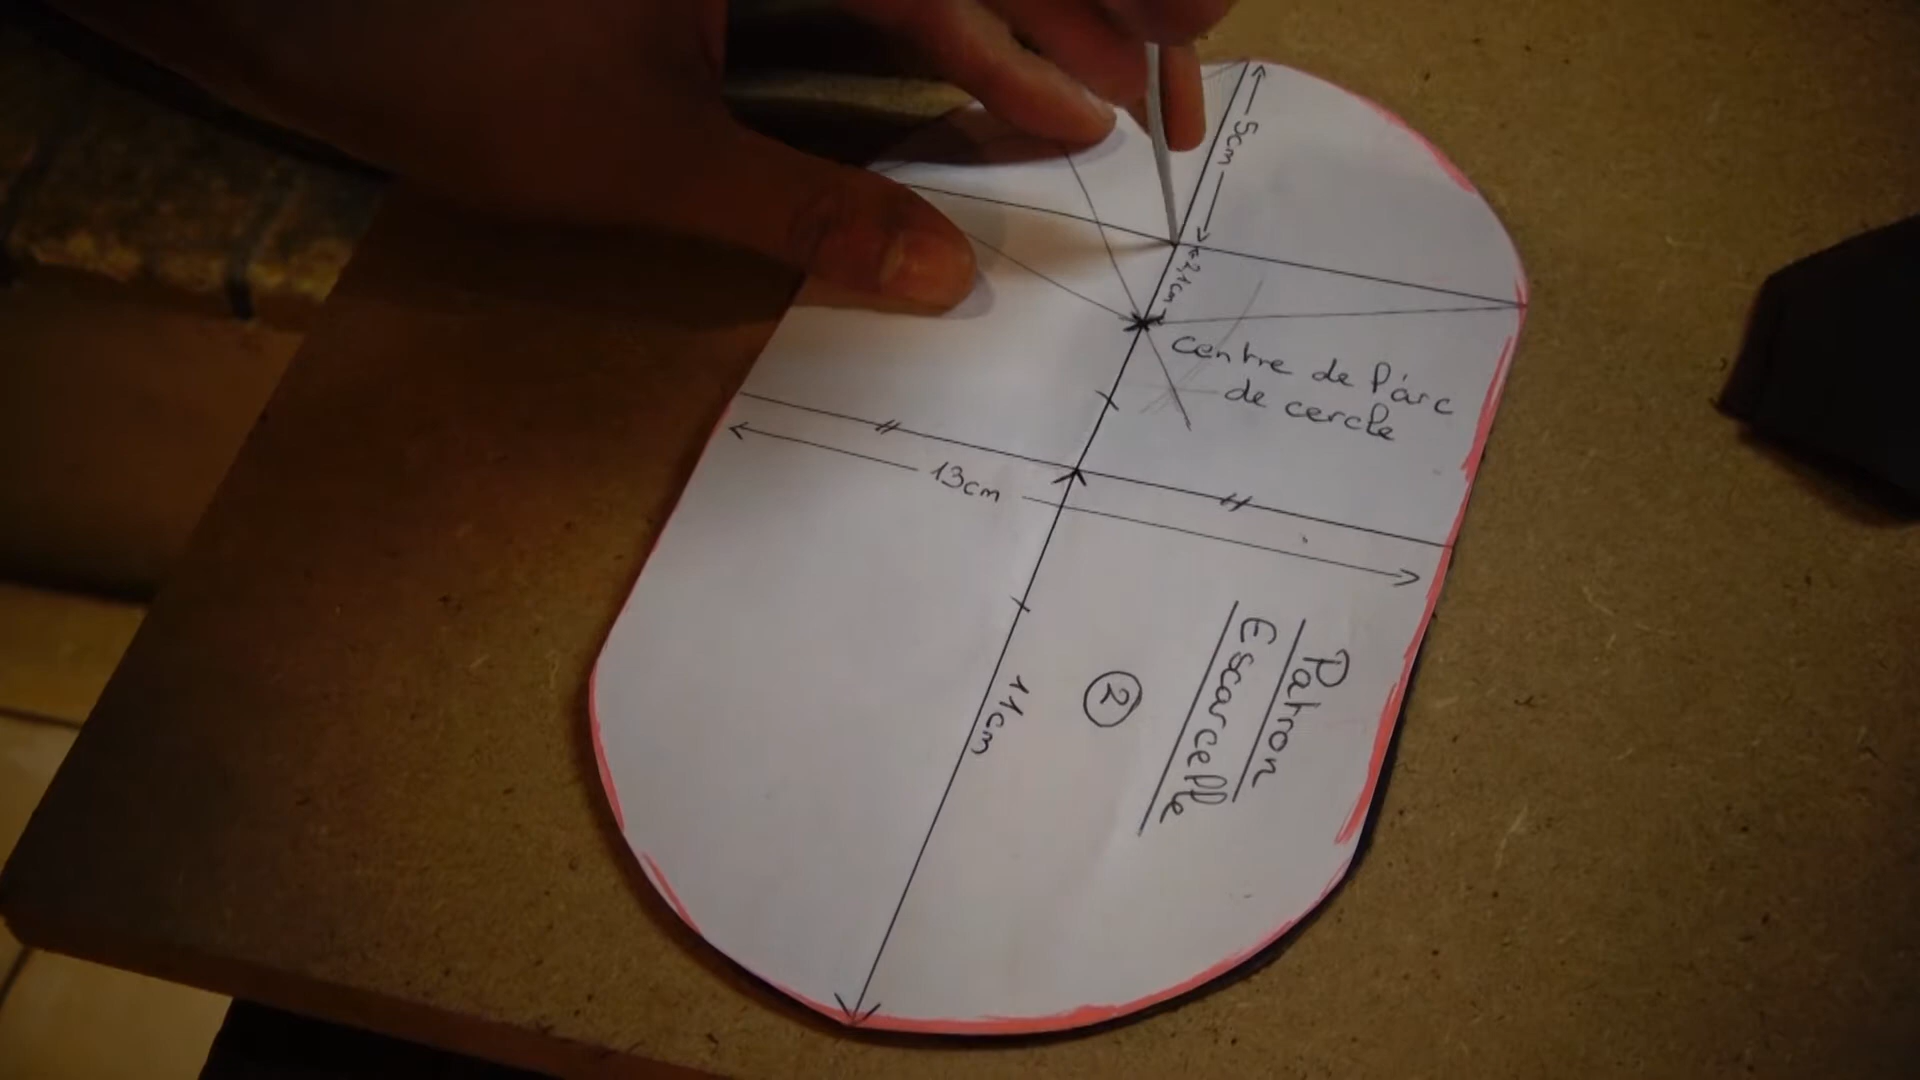 5cm
2,1cm
centre de l'arc
de cercle
13cm
11cm
Patron
Escarcelle
2